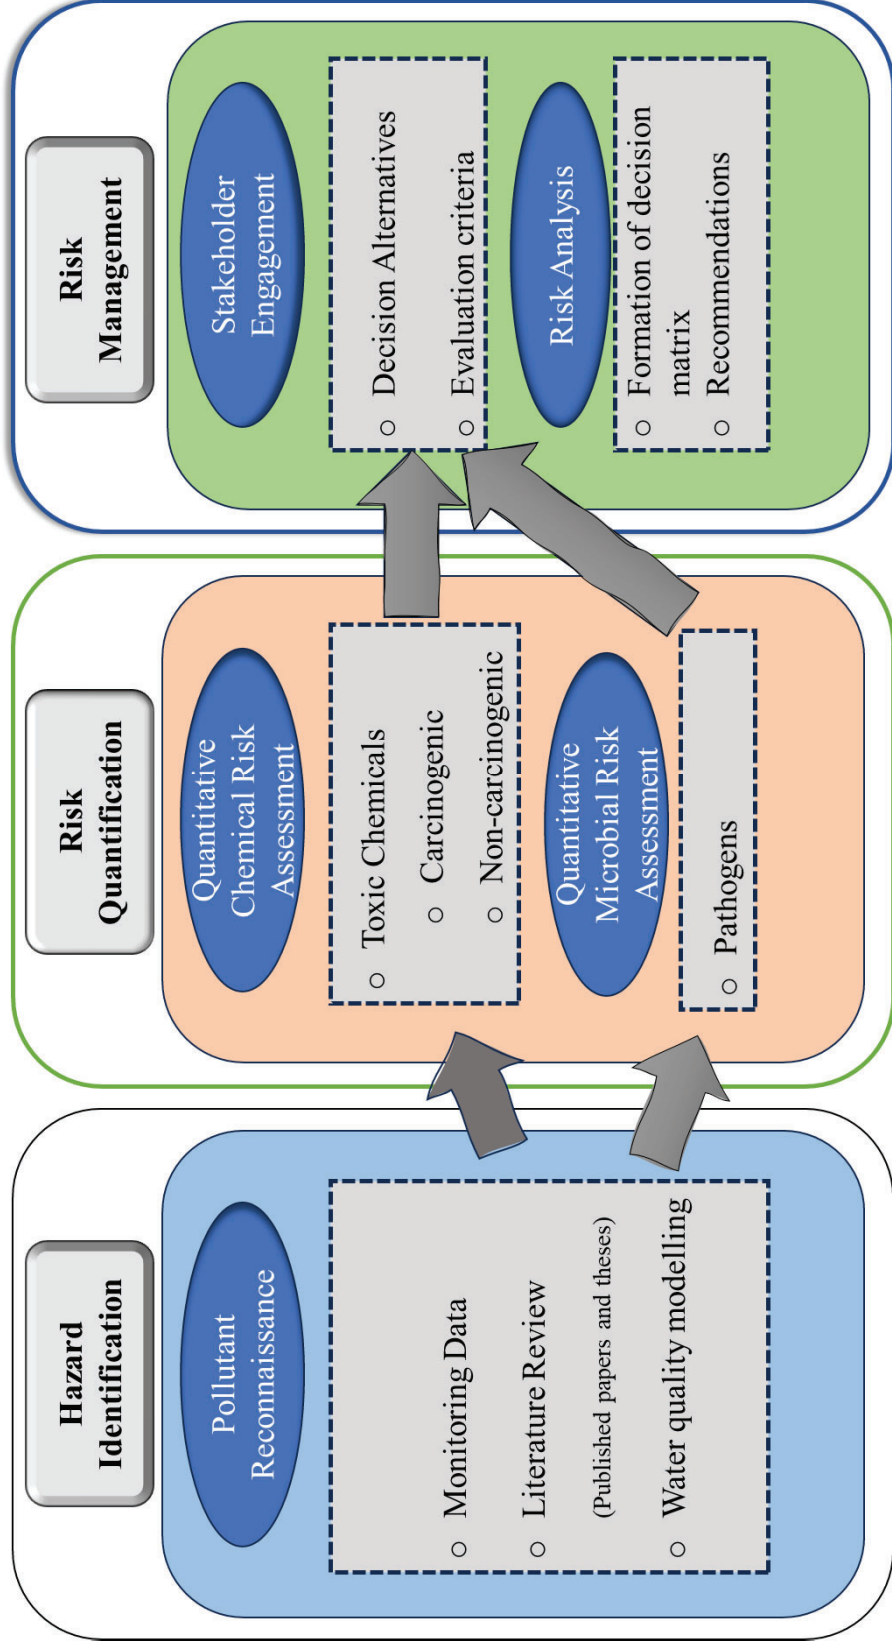 Hazard
Identification
Pollutant
Reconnaissance
○ Monitoring Data
○ Literature Review
(Published papers and theses)
○ Water quality modelling
Risk
Quantification
Quantitative
Chemical Risk
Assessment
○ Toxic Chemicals
○ Carcinogenic
○ Non-carcinogenic
Quantitative
Microbial Risk
Assessment
○ Pathogens
Risk
Management
Stakeholder
Engagement
○ Decision Alternatives
○ Evaluation criteria
Risk Analysis
○ Formation of decision
matrix
○ Recommendations